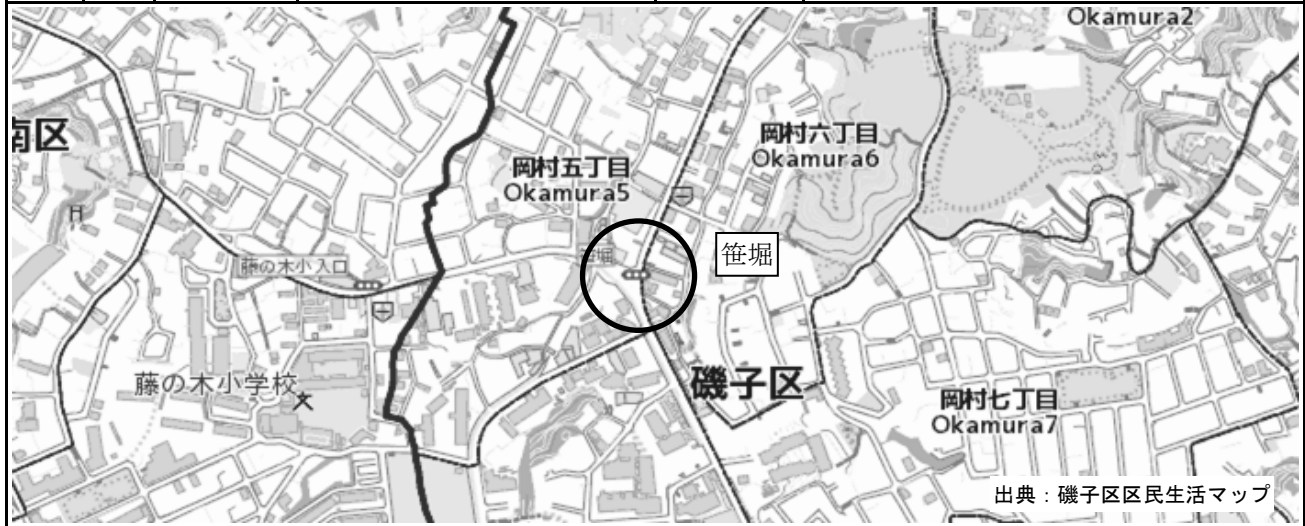 Okamura2
南区
岡村六丁目
Okamura6
岡村五丁目
Okamura5
H
笹堀
笹堀
藤の木小入口
藤の木小学校
磯子区
岡村七丁目
Okamura7
出典：磯子区区民生活マップ